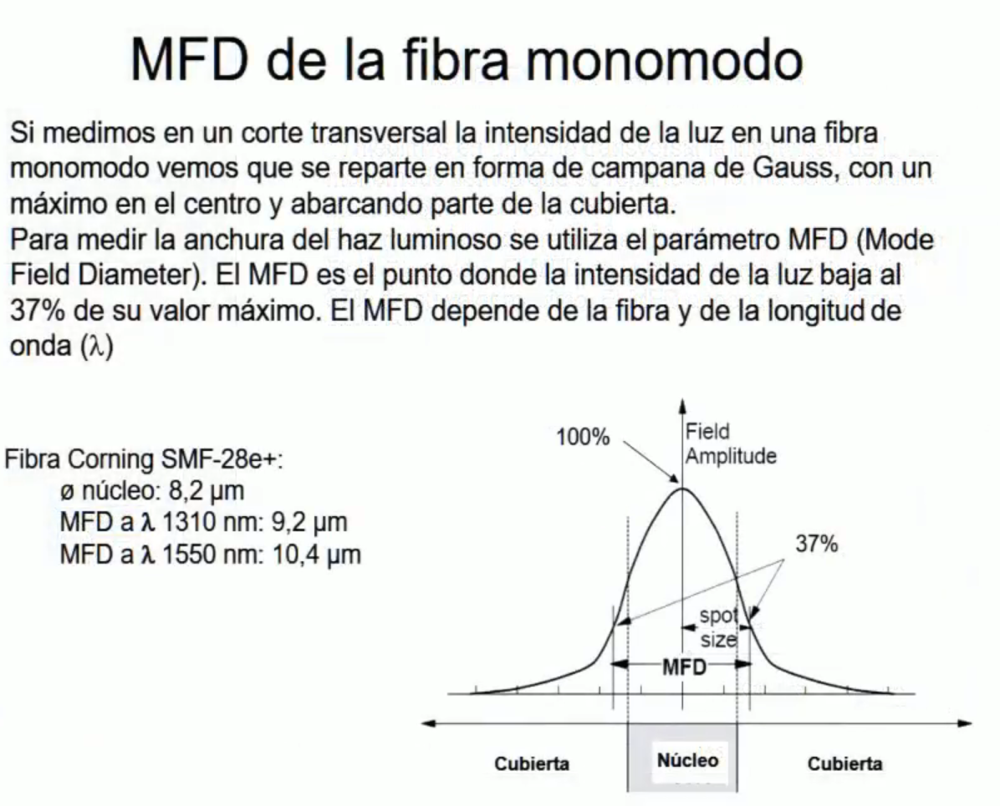 MFD de la fibra monomodo
Si medimos en un corte transversal la intensidad de la luz en una fibra
monomodo vemos que se reparte en forma de campana de Gauss, con un
máximo en el centro y abarcando parte de la cubierta.
Para medir la anchura del haz luminoso se utiliza el parámetro MFD (Mode
Field Diameter). El MFD es el punto donde la intensidad de la luz baja al
37% de su valor máximo. El MFD depende de la fibra y de la longitud de
onda (λ)
Fibra Corning SMF-28e+:
ø núcleo: 8,2 µm
MFD a λ 1310 nm: 9,2 µm
MFD a λ 1550 nm: 10,4 µm
100%
Field
Amplitude
37%
spot
size
MFD
Cubierta
Núcleo
Cubierta